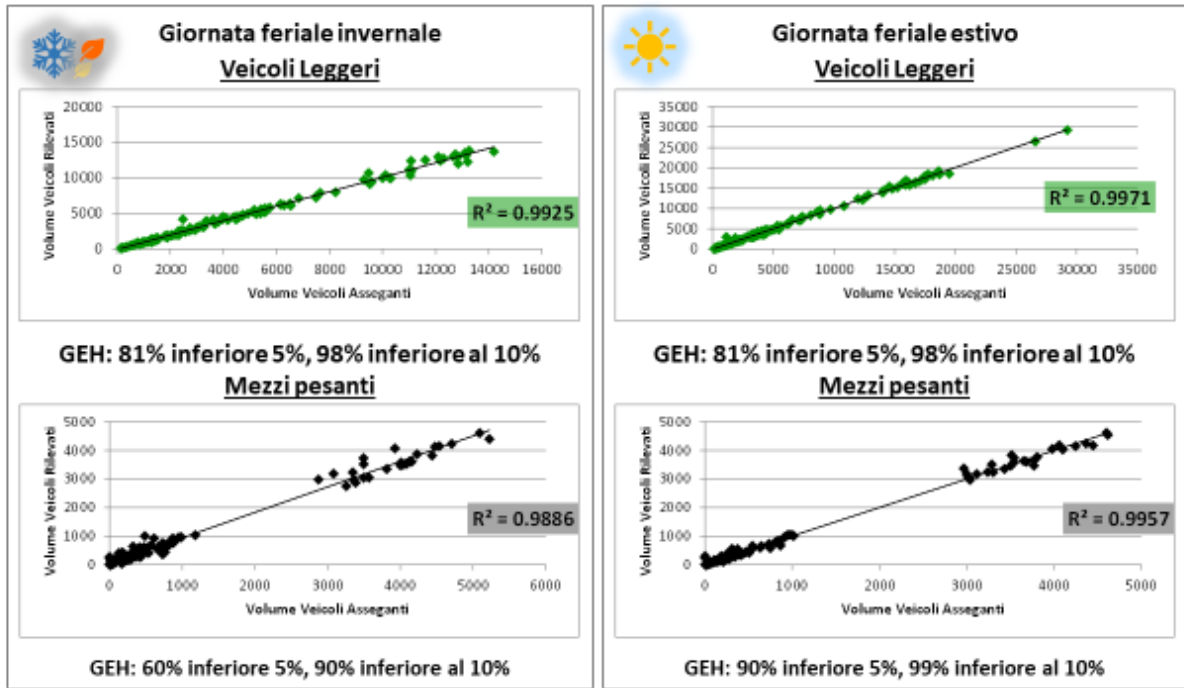 Giornata feriale invernale
Veicoli Leggeri
Volume Veicoli Rilevati
20000
15000
10000
5000
0
R² = 0.9925
0 2000 4000 6000 8000 10000 12000 14000 16000
Volume Veicoli Asseganti
GEH: 81% inferiore 5%, 98% inferiore al 10%
Mezzi pesanti
Volume Veicoli Rilevati
5000
4000
3000
2000
1000
0
R² = 0.9886
0 1000 2000 3000 4000 5000 6000
Volume Veicoli Asseganti
GEH: 60% inferiore 5%, 90% inferiore al 10%
Giornata feriale estivo
Veicoli Leggeri
Volume Veicoli Rilevati
35000
30000
25000
20000
15000
10000
5000
0
R² = 0.9971
0 5000 10000 15000 20000 25000 30000 35000
Volume Veicoli Asseganti
GEH: 81% inferiore 5%, 98% inferiore al 10%
Mezzi pesanti
Volume Veicoli Rilevati
5000
4000
3000
2000
1000
0
R² = 0.9957
0 1000 2000 3000 4000 5000
Volume Veicoli Asseganti
GEH: 90% inferiore 5%, 99% inferiore al 10%